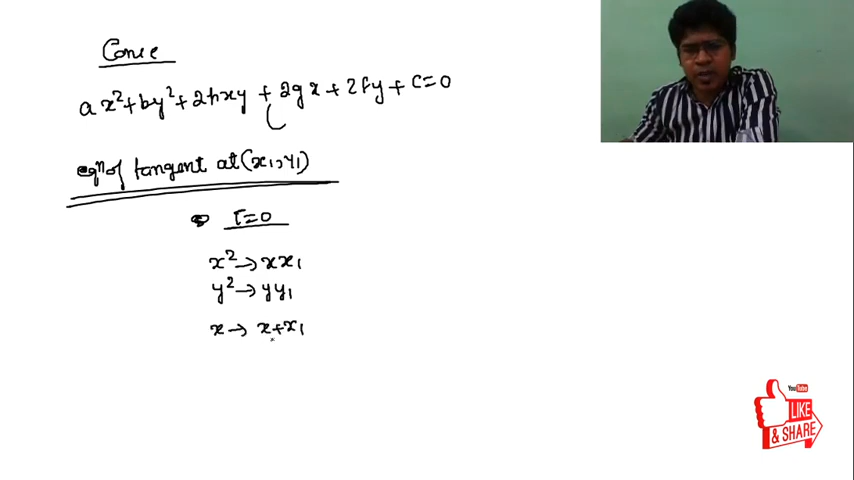 Conic
ax²+by²+2hxy + 2gx + 2fy + c=0
eqⁿ of tangent at (x₁,y₁)
T=0
x² → xx₁
y² → yy₁
x → x+x₁
YouTube
LIKE
& SHARE